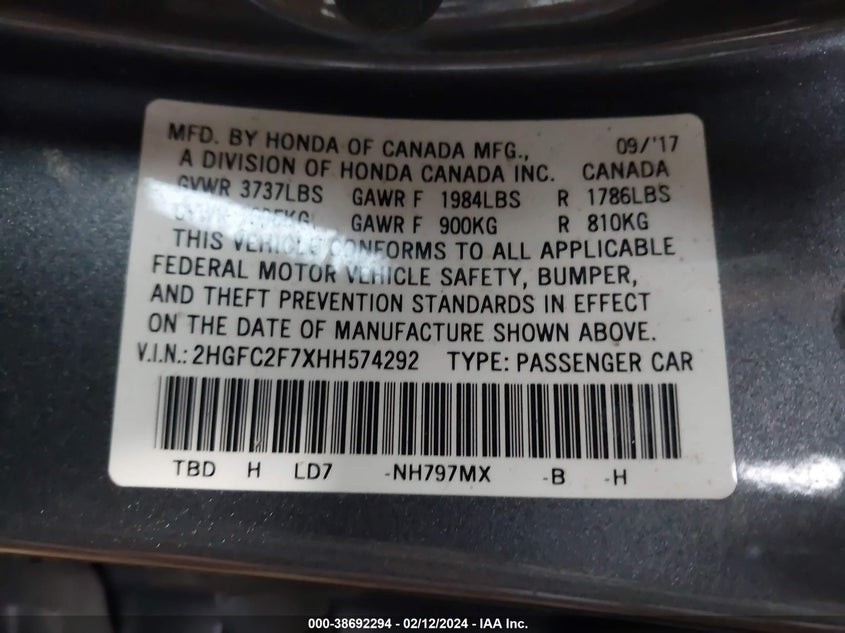 MFD. BY HONDA OF CANADA MFG., 09/'17
A DIVISION OF HONDA CANADA INC. CANADA
GVWR 3737LBS GAWR F 1984LBS R 1786LBS
GAWR F 900KG R 810KG
THIS VEHICLE CONFORMS TO ALL APPLICABLE
FEDERAL MOTOR VEHICLE SAFETY, BUMPER,
AND THEFT PREVENTION STANDARDS IN EFFECT
ON THE DATE OF MANUFACTURE SHOWN ABOVE.
V.I.N.: 2HGFC2F7XHH574292 TYPE: PASSENGER CAR
TBD H LD7 -NH797MX -B -H
000-38692294 - 02/12/2024 - IAA Inc.